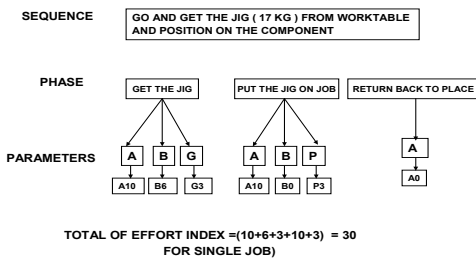 SEQUENCE
GO AND GET THE JIG ( 17 KG ) FROM WORKTABLE
AND POSITION ON THE COMPONENT
PHASE
GET THE JIG
PUT THE JIG ON JOB
RETURN BACK TO PLACE
PARAMETERS
A B G
A B P
A
A10 B6 G3
A10 B0 P3
A0
TOTAL OF EFFORT INDEX =(10+6+3+10+3) = 30
FOR SINGLE JOB)